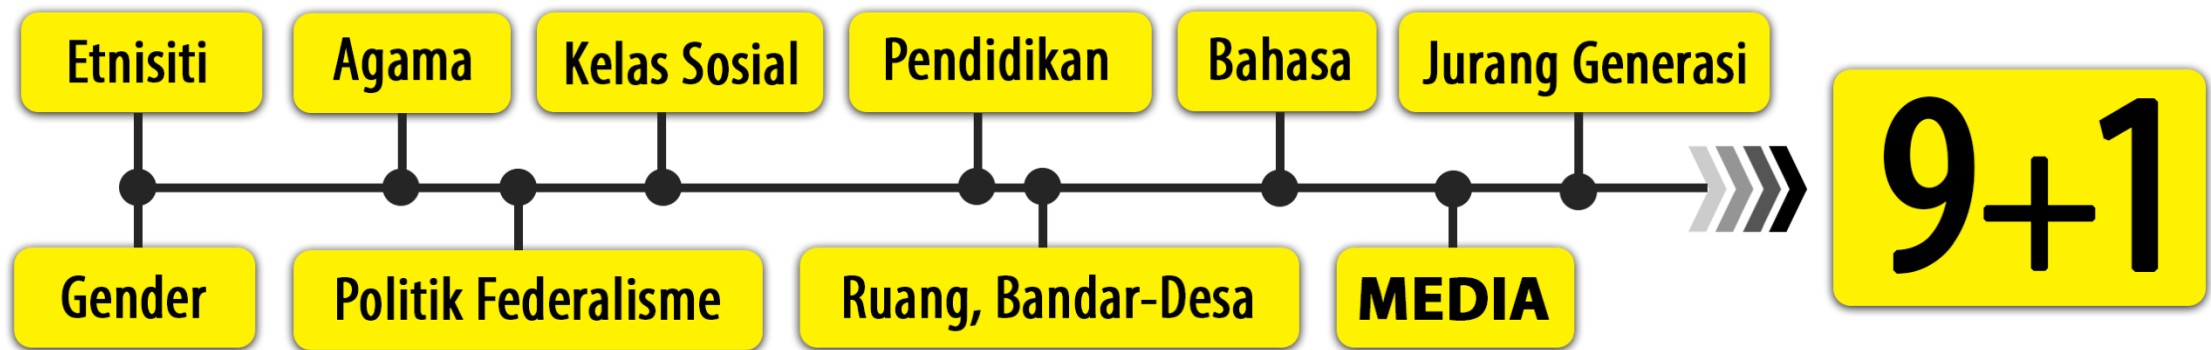 Etnisiti
Agama
Kelas Sosial
Pendidikan
Bahasa
Jurang Generasi
9+1
Gender
Politik Federalisme
Ruang, Bandar-Desa
MEDIA